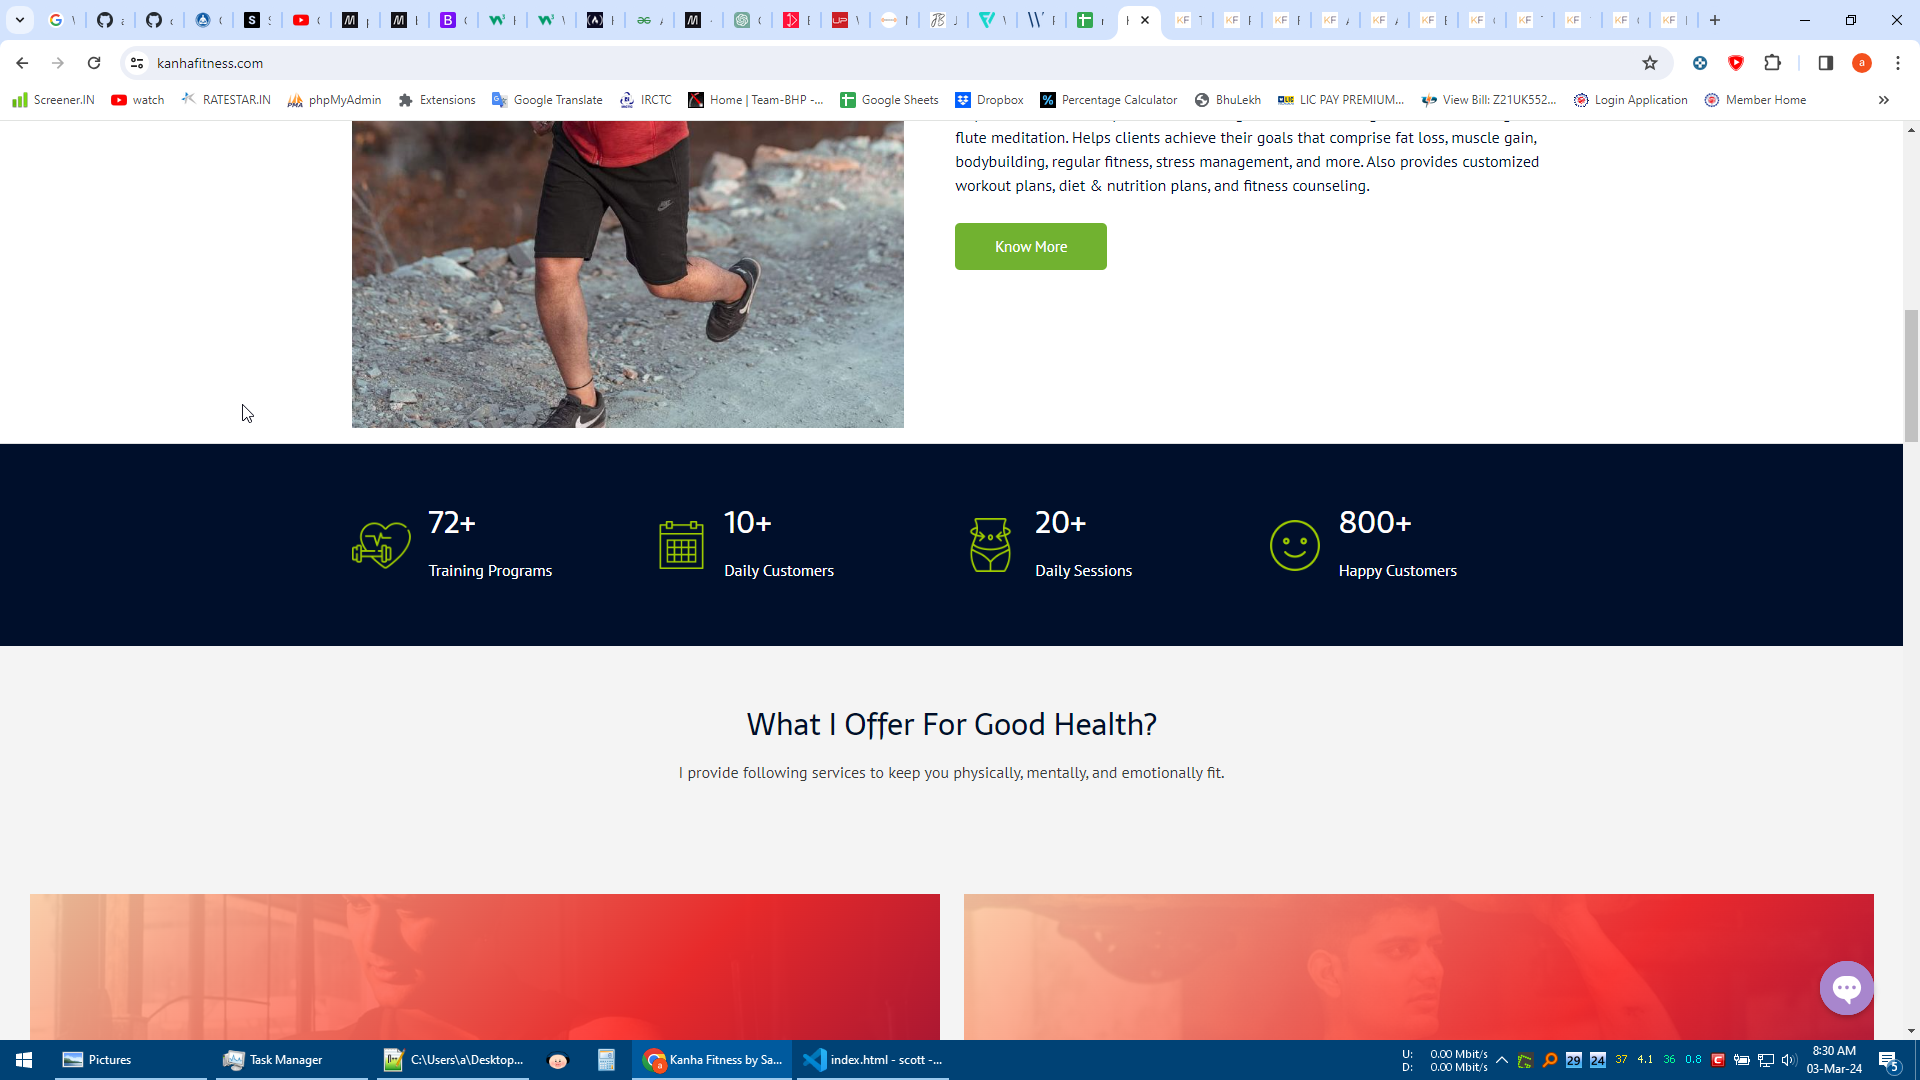 kanhafitness.com
Screener.IN
watch
RATESTAR.IN
phpMyAdmin
Extensions
Google Translate
IRCTC
Home | Team-BHP -...
Google Sheets
Dropbox
Percentage Calculator
BhuLekh
LIC PAY PREMIUM...
View Bill: Z21UK552...
Login Application
Member Home
flute meditation. Helps clients achieve their goals that comprise fat loss, muscle gain,
bodybuilding, regular fitness, stress management, and more. Also provides customized
workout plans, diet & nutrition plans, and fitness counseling.
Know More
72+
Training Programs
10+
Daily Customers
20+
Daily Sessions
800+
Happy Customers
What I Offer For Good Health?
I provide following services to keep you physically, mentally, and emotionally fit.
Pictures
Task Manager
C:\Users\a\Desktop...
Kanha Fitness by Sa...
index.html - scott -...
U: 0.00 Mbit/s
D: 0.00 Mbit/s
29
24
37
4.1
36
0.8
8:30 AM
03-Mar-24
5